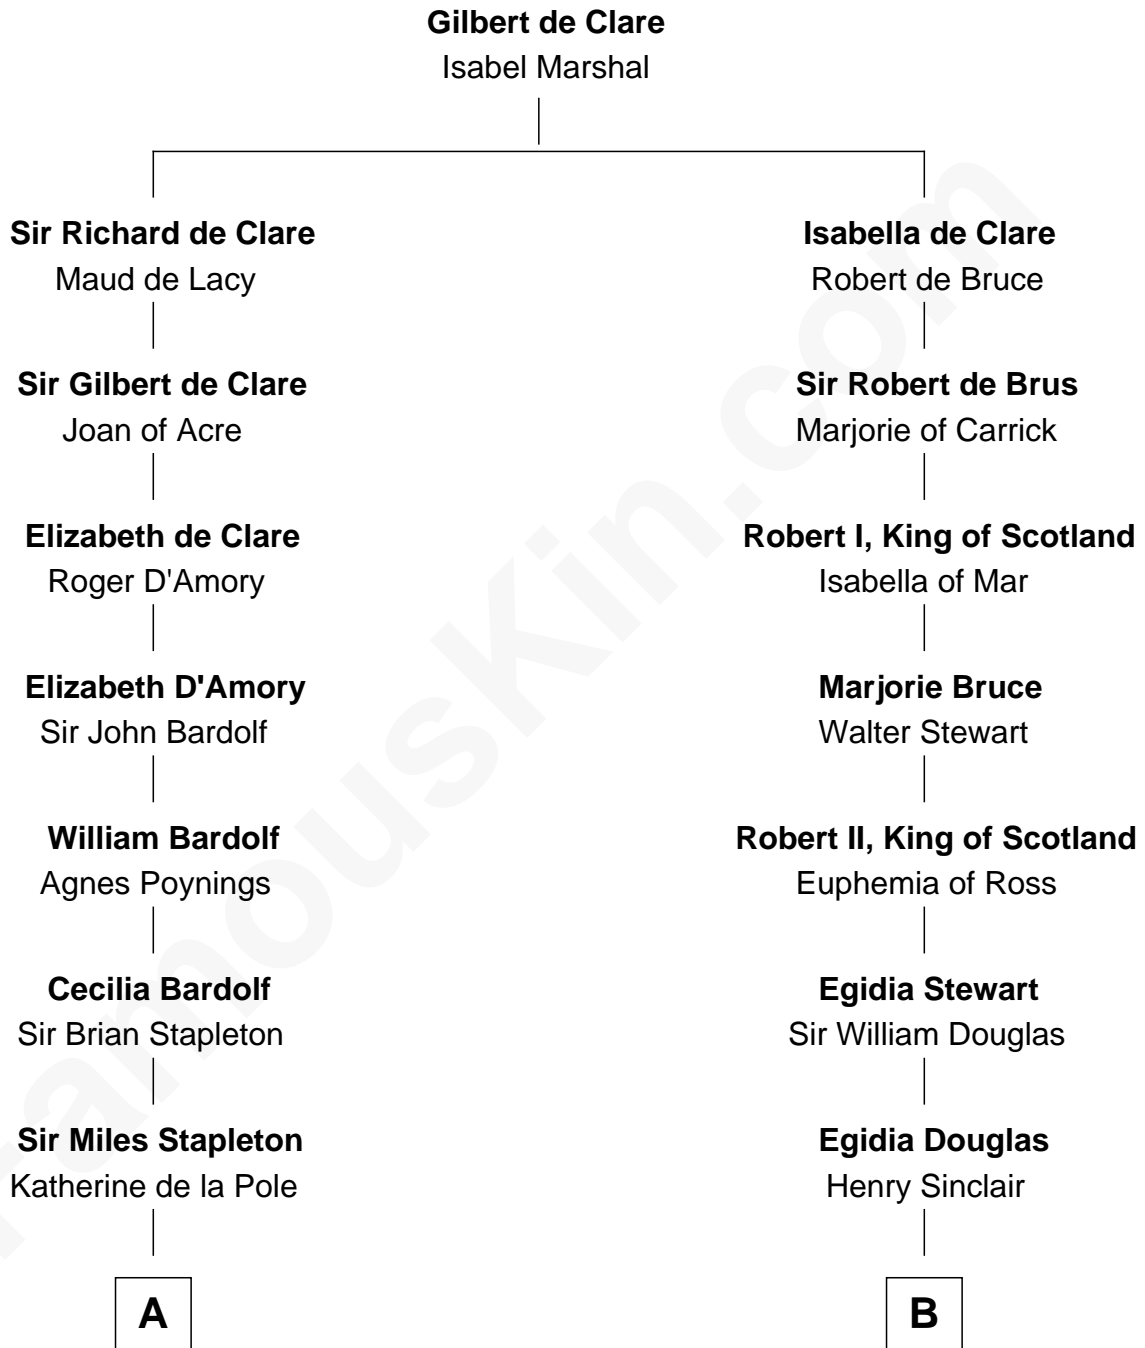 Gilbert de Clare
Isabel Marshal
Sir Richard de Clare
Maud de Lacy
Isabella de Clare
Robert de Bruce
Sir Gilbert de Clare
Joan of Acre
Sir Robert de Brus
Marjorie of Carrick
Elizabeth de Clare
Roger D'Amory
Robert I, King of Scotland
Isabella of Mar
Elizabeth D'Amory
Sir John Bardolf
Marjorie Bruce
Walter Stewart
William Bardolf
Agnes Poynings
Robert II, King of Scotland
Euphemia of Ross
Cecilia Bardolf
Sir Brian Stapleton
Egidia Stewart
Sir William Douglas
Sir Miles Stapleton
Katherine de la Pole
Egidia Douglas
Henry Sinclair
A
B
FamousKin.com